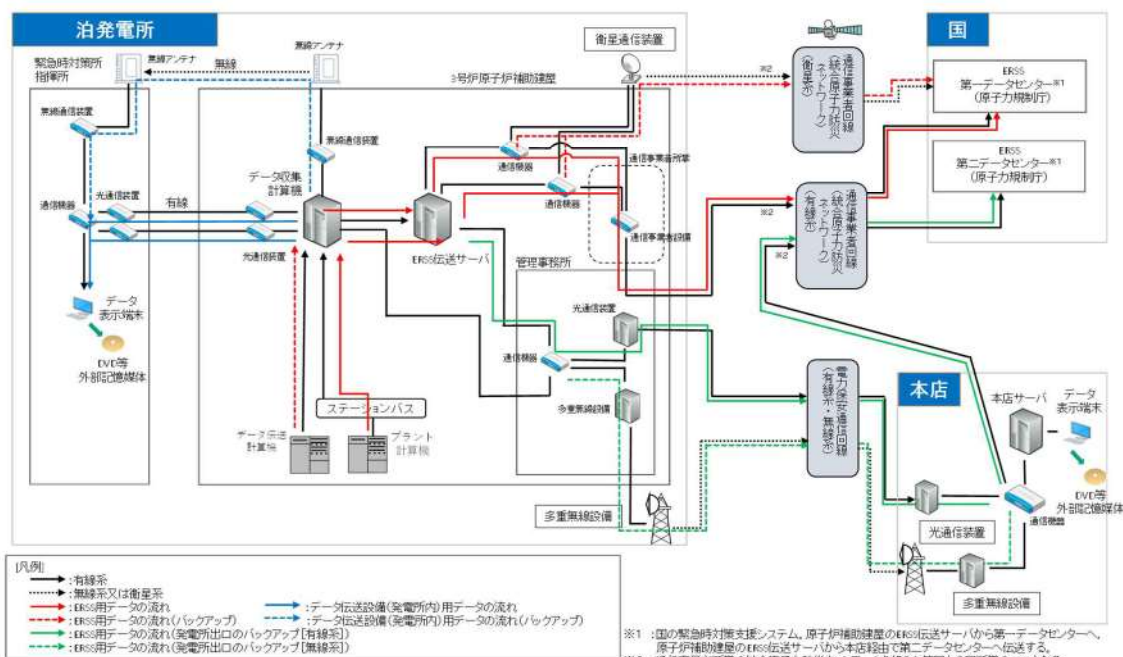 泊発電所
国
緊急時対策所
指揮所
無線アンテナ
無線
無線アンテナ
衛星通信装置
3号炉原子炉補助建屋
※2
通信事業者回線
(統合原子力防災
ネットワーク)
(衛星系)
ERSS
第一データセンター※1
(原子力規制庁)
ERSS
第二データセンター※1
(原子力規制庁)
無線通信装置
無線通信装置
データ収集
計算機
通信機器
通信事業者所掌
通信機器
通信機器
光通信装置
有線
光通信装置
ERSS伝送サーバ
通信事業者設備
※2
※2
通信事業者回線
(統合原子力防災
ネットワーク)
(有線系)
管理事務所
光通信装置
通信機器
多重無線設備
データ
表示端末
DVD等
外部記憶媒体
ステーションバス
データ伝送
計算機
プラント
計算機
電力保安通信回線
(有線系・無線系)
本店
本店サーバ
データ
表示端末
DVD等
外部記憶媒体
通信機器
光通信装置
多重無線設備
多重無線設備
[凡例]
:有線系
:無線系又は衛星系
:ERSS用データの流れ
:データ伝送設備(発電所内)用データの流れ
:ERSS用データの流れ(バックアップ)
:データ伝送設備(発電所内)用データの流れ(バックアップ)
:ERSS用データの流れ(発電所出口のバックアップ[有線系])
:ERSS用データの流れ(発電所出口のバックアップ[無線系])
※1 :国の緊急時対策支援システム。原子炉補助建屋のERSS伝送サーバから第一データセンターへ、
原子炉補助建屋のERSS伝送サーバから本店経由で第二データセンターへ伝送する。